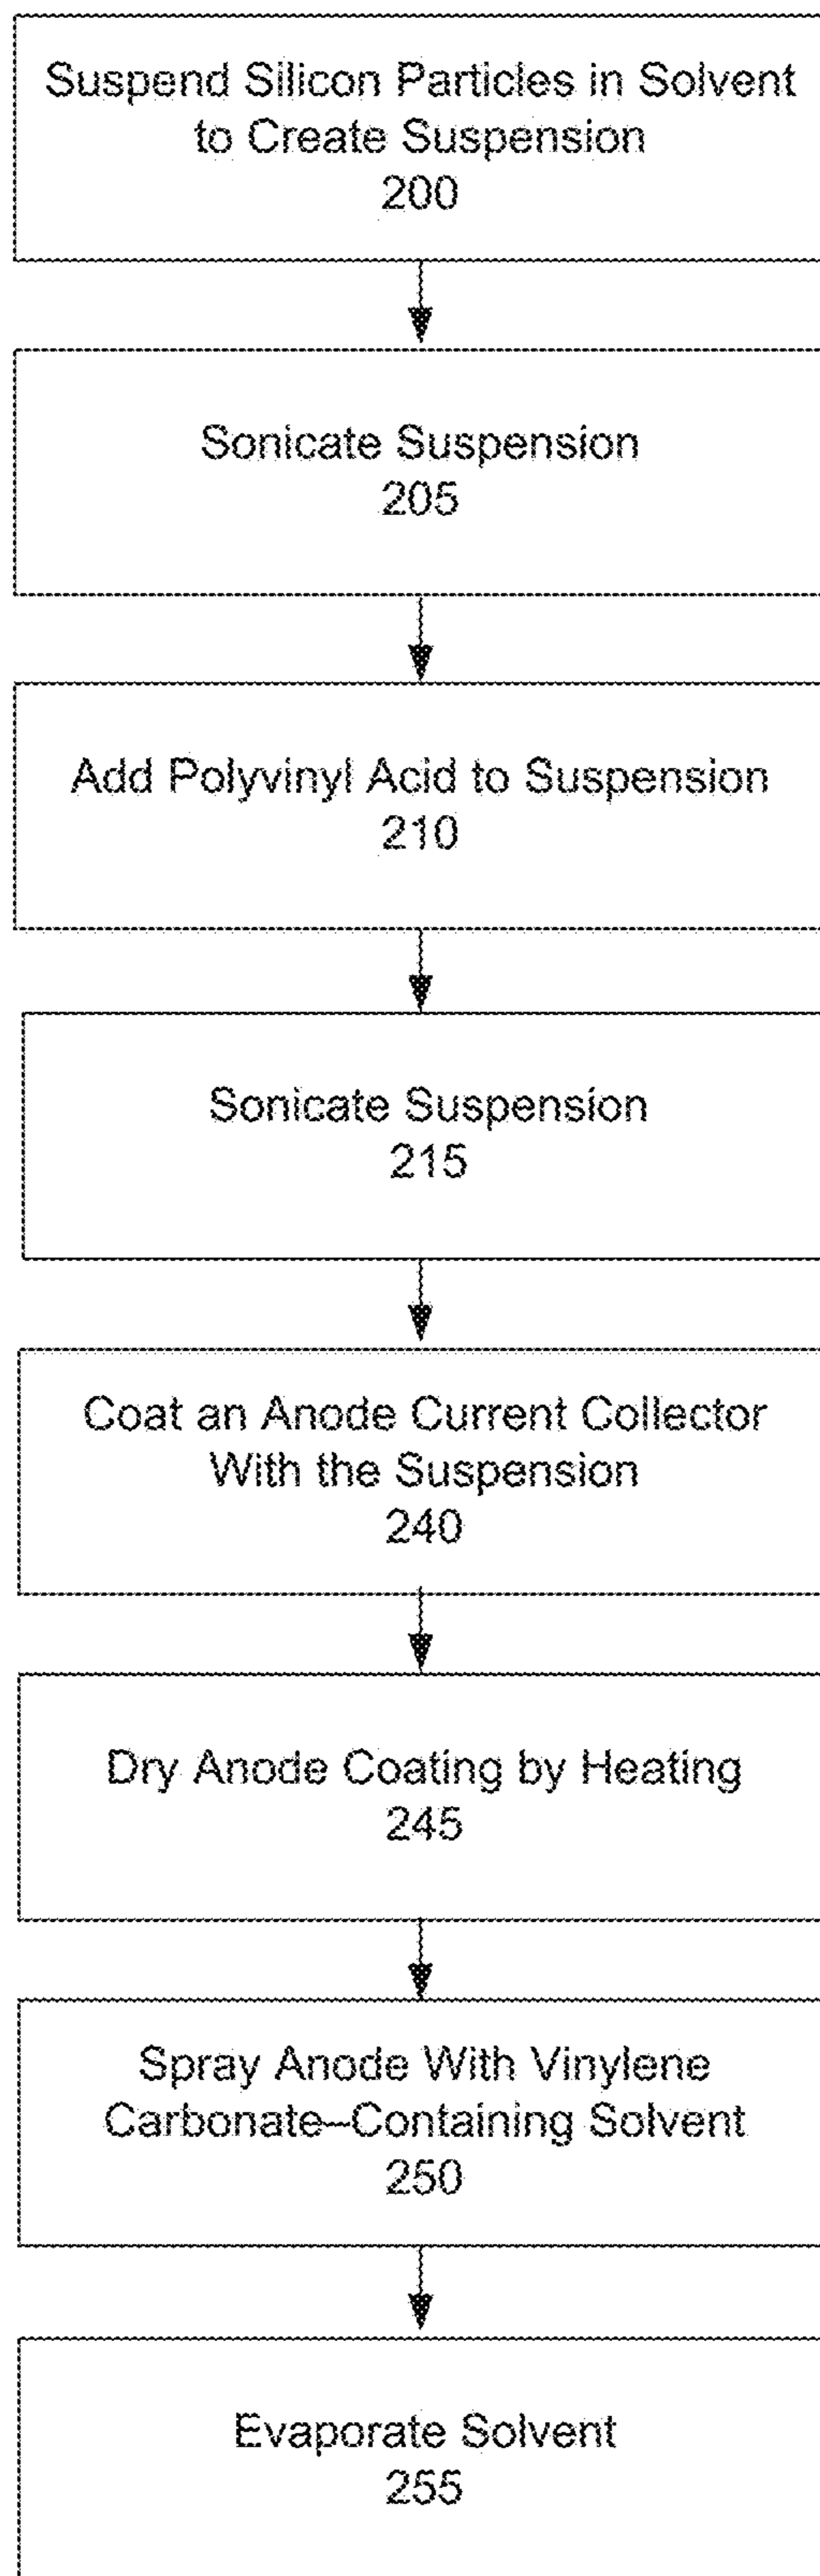 Suspend Silicon Particles in Solvent
to Create Suspension
200
Sonicate Suspension
205
Add Polyvinyl Acid to Suspension
210
Sonicate Suspension
215
Coat an Anode Current Collector
With the Suspension
240
Dry Anode Coating by Heating
245
Spray Anode With Vinylene
Carbonate–Containing Solvent
250
Evaporate Solvent
255